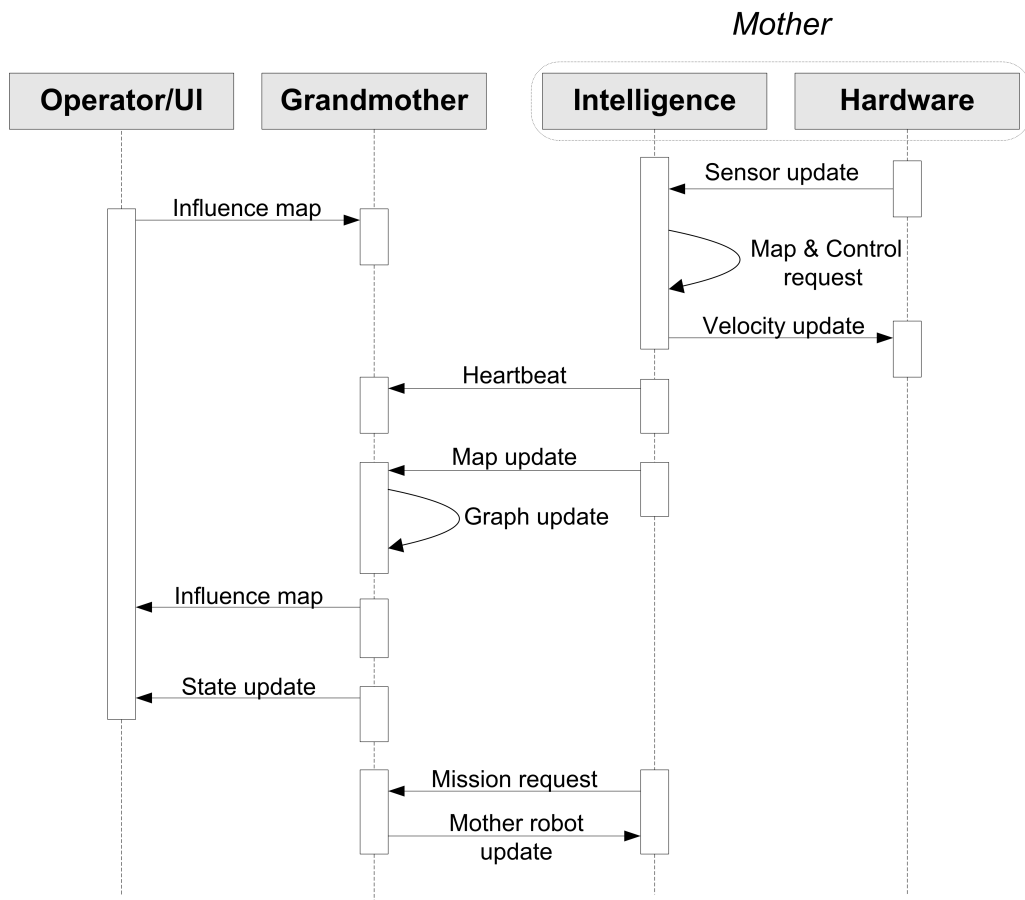 Mother
Operator/UI
Grandmother
Intelligence
Hardware
Sensor update
Influence map
Map & Control
request
Velocity update
Heartbeat
Map update
Graph update
Influence map
State update
Mission request
Mother robot
update